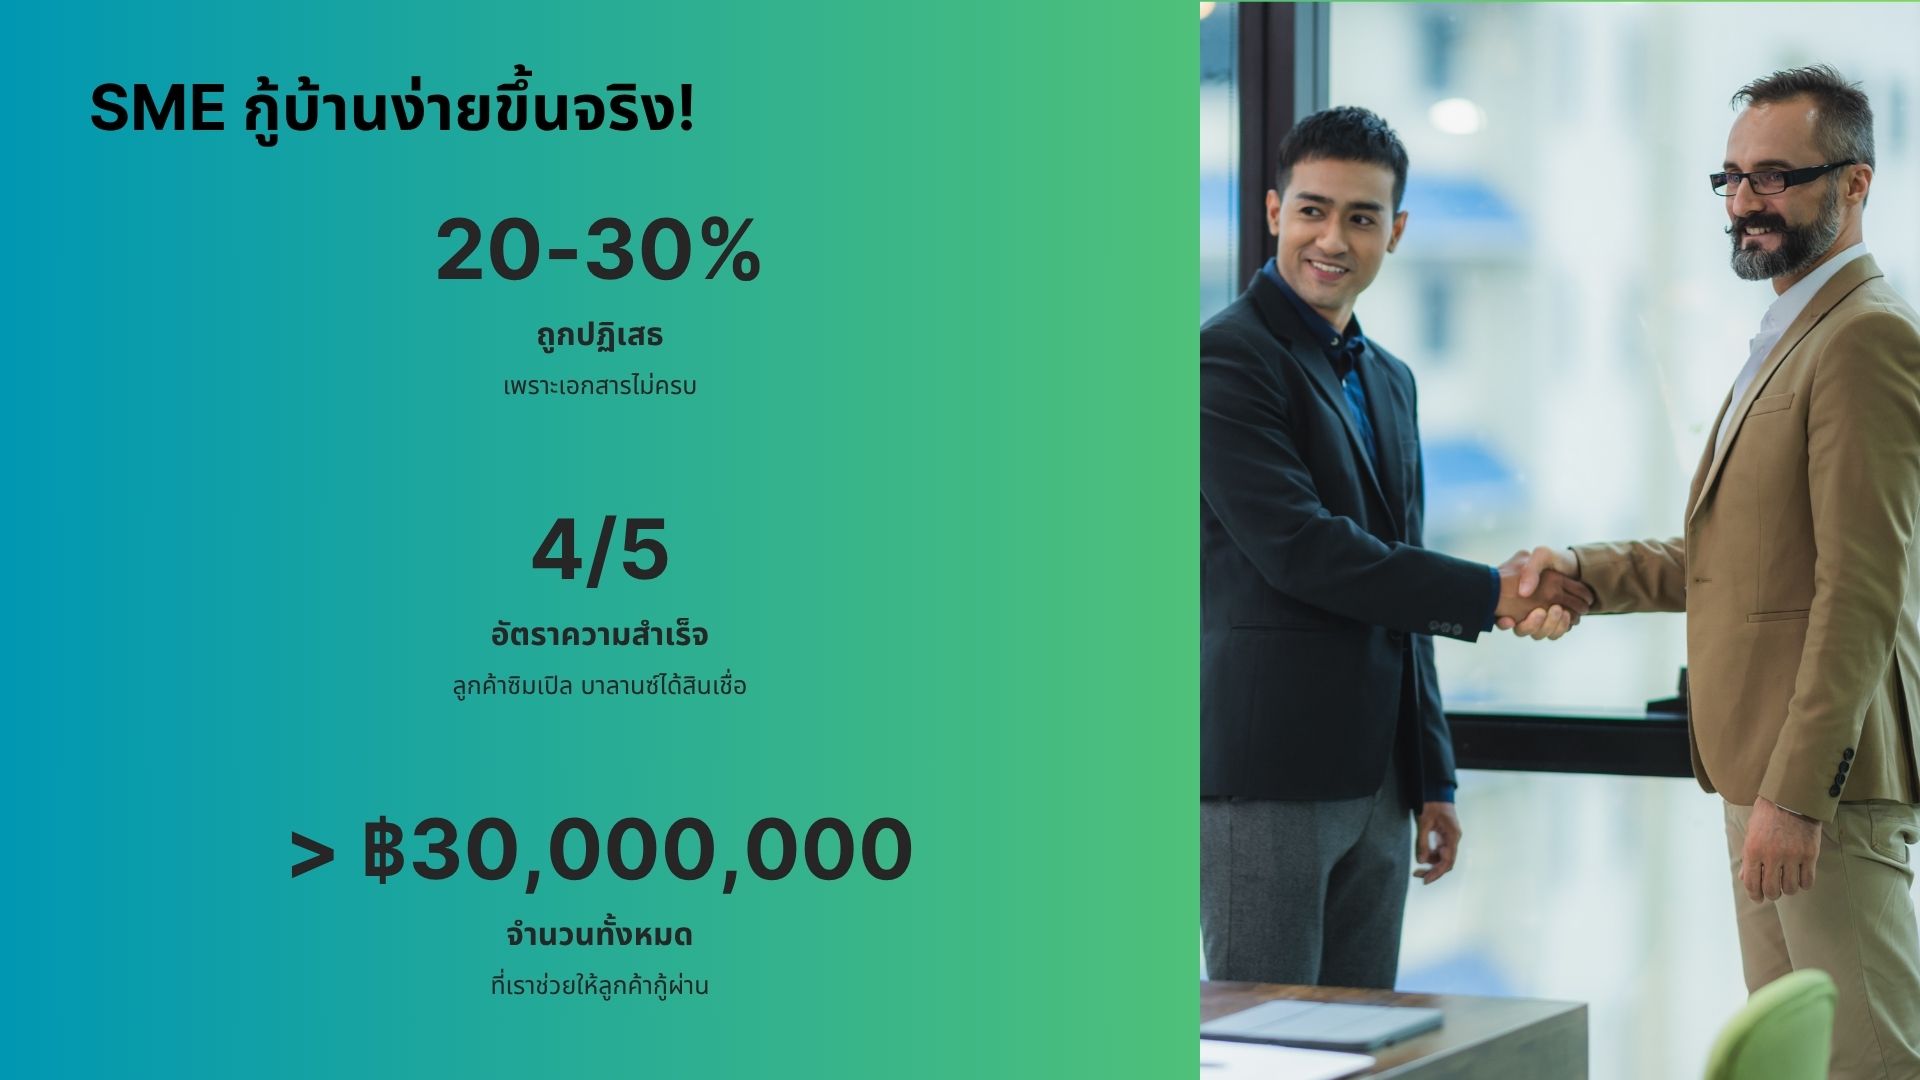 SME กู้บ้านง่ายขึ้นจริง!
20-30%
ถูกปฏิเสธ
เพราะเอกสารไม่ครบ
4/5
อัตราความสำเร็จ
ลูกค้าซิมเปิล บาลานซ์ได้สินเชื่อ
> ฿30,000,000
จำนวนทั้งหมด
ที่เราช่วยให้ลูกค้ากู้ผ่าน